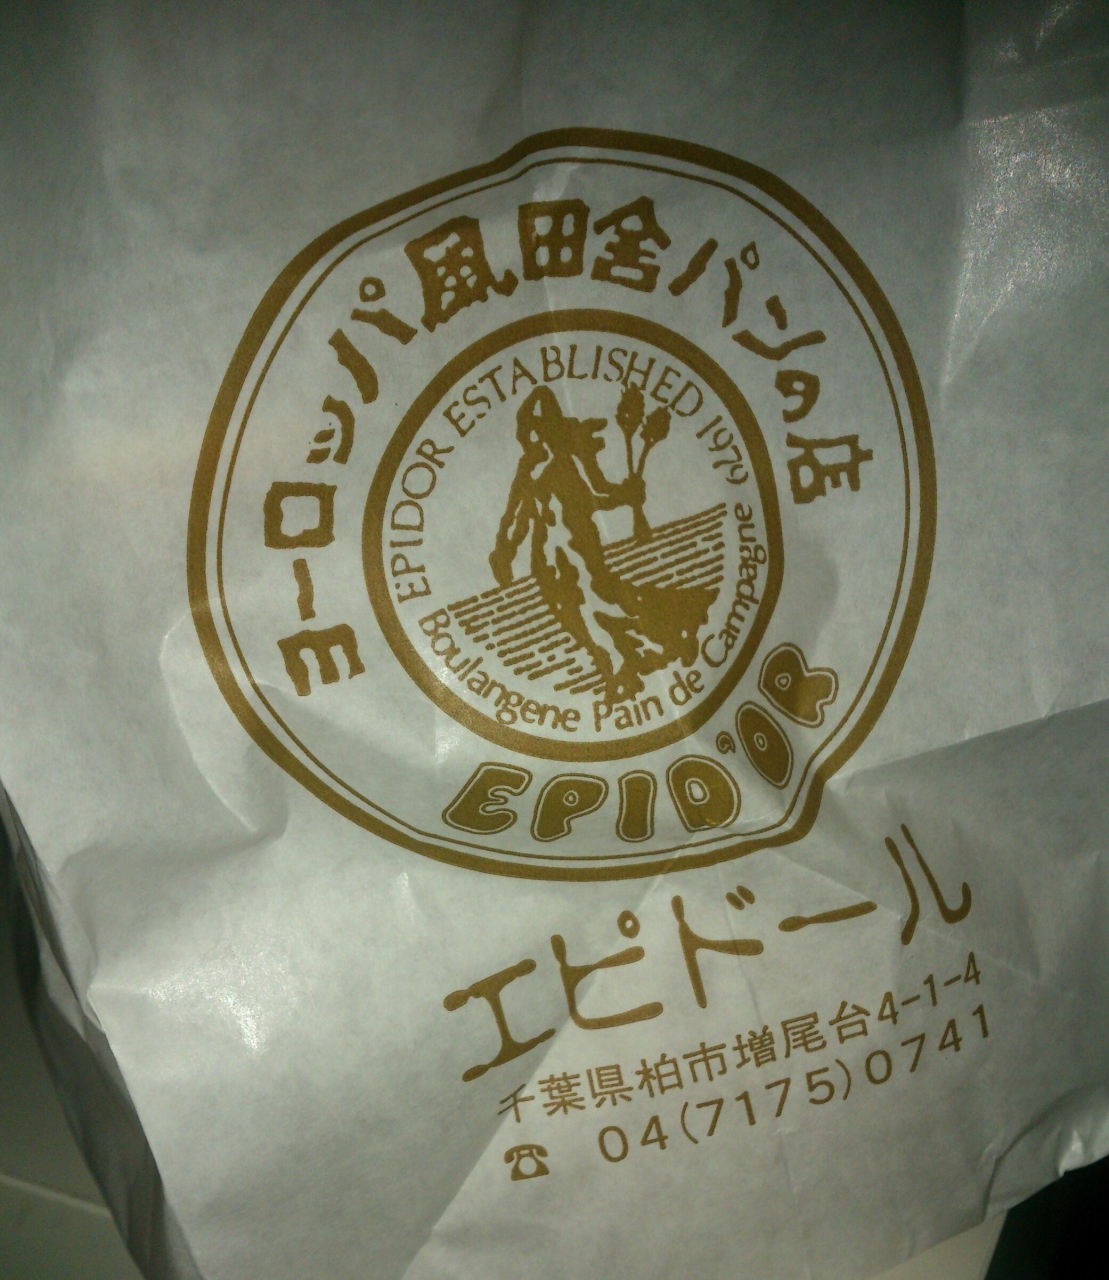 ヨーロッパ風田舎パンの店
EPIDOR ESTABLISHED 1979
Boulangene Pain de Campagne
EPID'OR
エピドール
千葉県柏市増尾台4-1-4
☎ 04(7175)0741